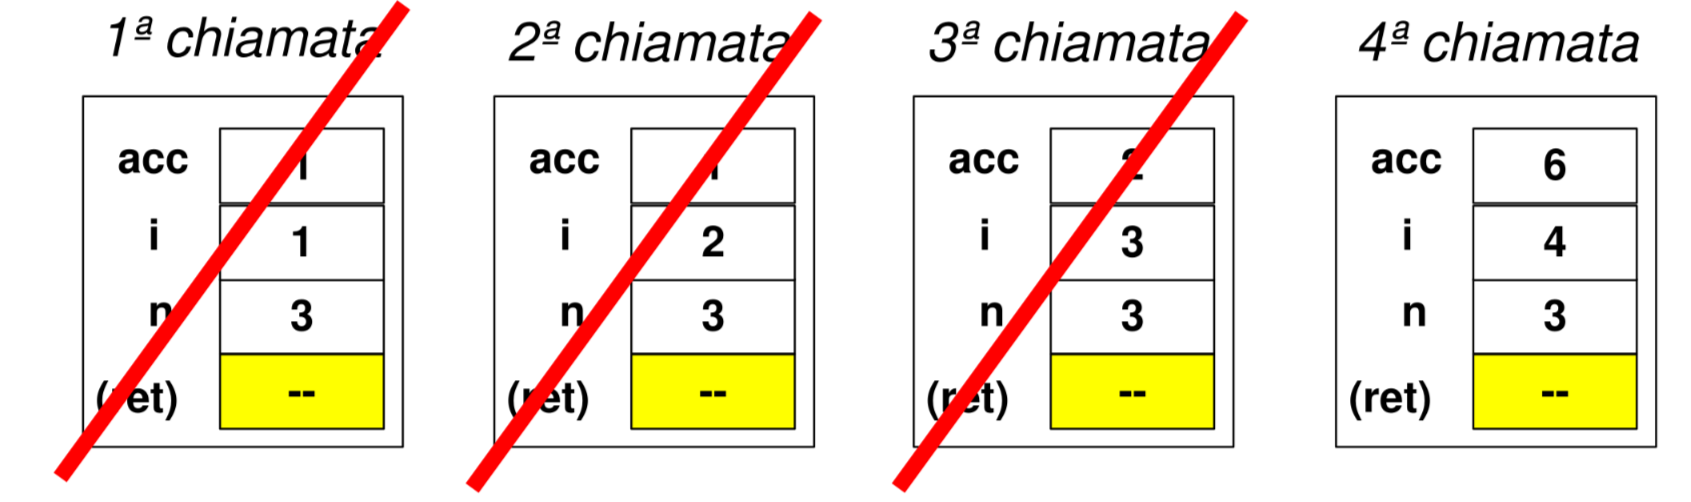 1ª chiamata
acc 1
i 1
n 3
(ret) --
2ª chiamata
acc 1
i 2
n 3
(ret) --
3ª chiamata
acc 2
i 3
n 3
(ret) --
4ª chiamata
acc 6
i 4
n 3
(ret) --